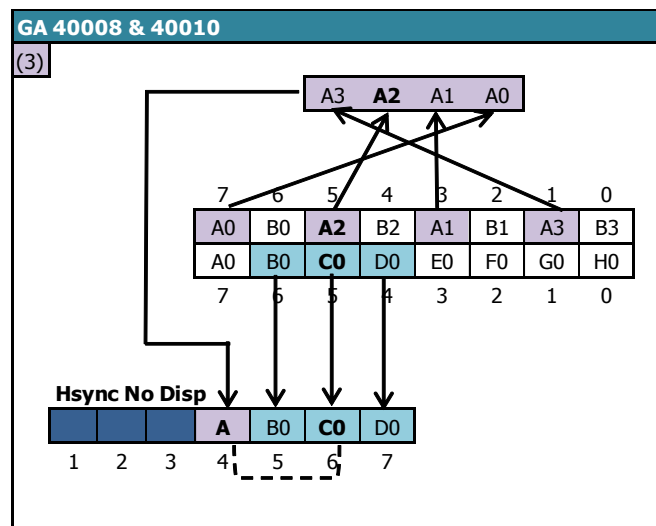 GA 40008 & 40010
(3)
A3 A2 A1 A0
7 6 5 4 3 2 1 0
A0 B0 A2 B2 A1 B1 A3 B3
A0 B0 C0 D0 E0 F0 G0 H0
7 6 5 4 3 2 1 0
Hsync No Disp
A B0 C0 D0
1 2 3 4 5 6 7